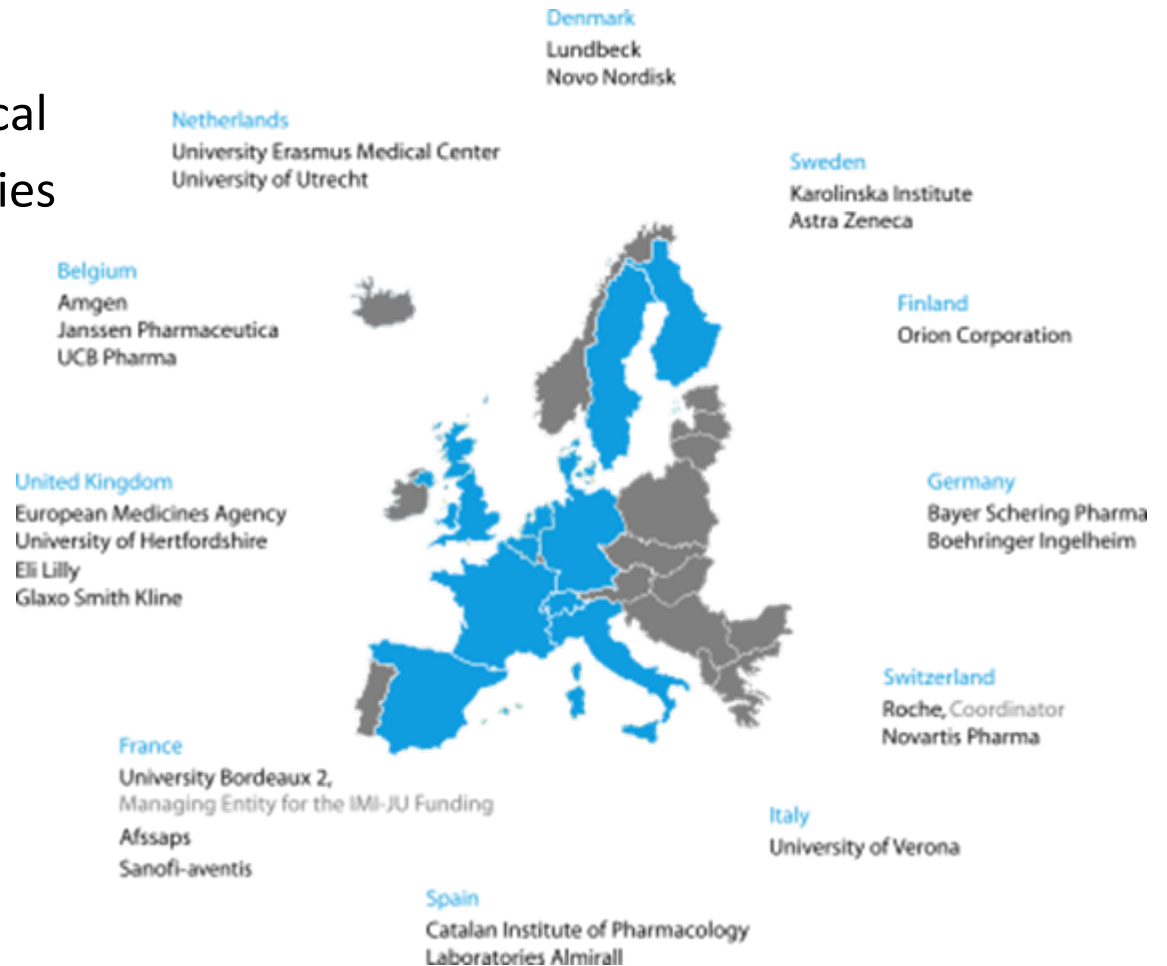 Denmark
Lundbeck
Novo Nordisk
cal
ies
Netherlands
University Erasmus Medical Center
University of Utrecht
Sweden
Karolinska Institute
Astra Zeneca
Belgium
Amgen
Janssen Pharmaceutica
UCB Pharma
Finland
Orion Corporation
United Kingdom
European Medicines Agency
University of Hertfordshire
Eli Lilly
Glaxo Smith Kline
Germany
Bayer Schering Pharma
Boehringer Ingelheim
Switzerland
Roche, Coordinator
Novartis Pharma
France
University Bordeaux 2,
Managing Entity for the IMI-JU Funding
Afssaps
Sanofi-aventis
Italy
University of Verona
Spain
Catalan Institute of Pharmacology
Laboratories Almirall